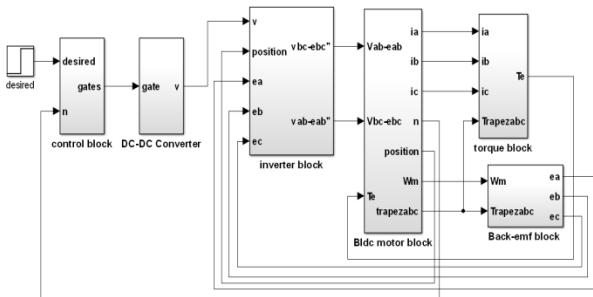 desired
desired
n
gates
control block
gate
v
DC-DC Converter
v
position
ea
eb
ec
vbc-ebc"
vab-eab"
inverter block
Vab-eab
Vbc-ebc
Te
ia
ib
ic
n
position
Wm
trapezabc
Bldc motor block
ia
ib
ic
Trapezabc
Te
torque block
Wm
Trapezabc
ea
eb
ec
Back-emf block